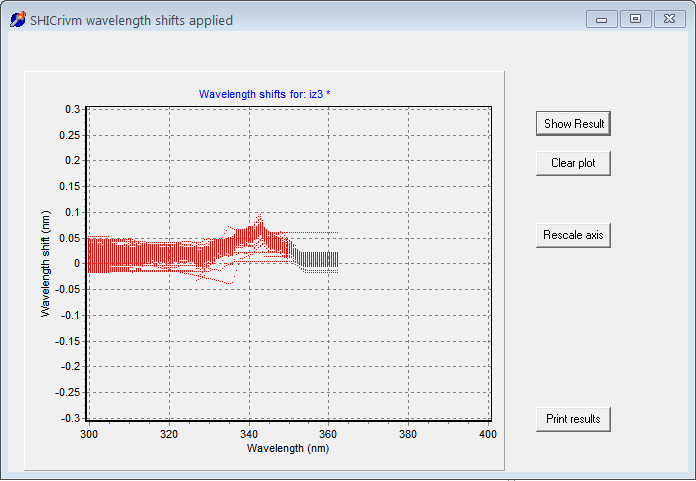 SHICrivm wavelength shifts applied
Wavelength shifts for: iz3 *
0.3
0.25
0.2
0.15
0.1
0.05
0
-0.05
-0.1
-0.15
-0.2
-0.25
-0.3
Wavelength shift (nm)
300 320 340 360 380 400
Wavelength (nm)
Show Result
Clear plot
Rescale axis
Print results